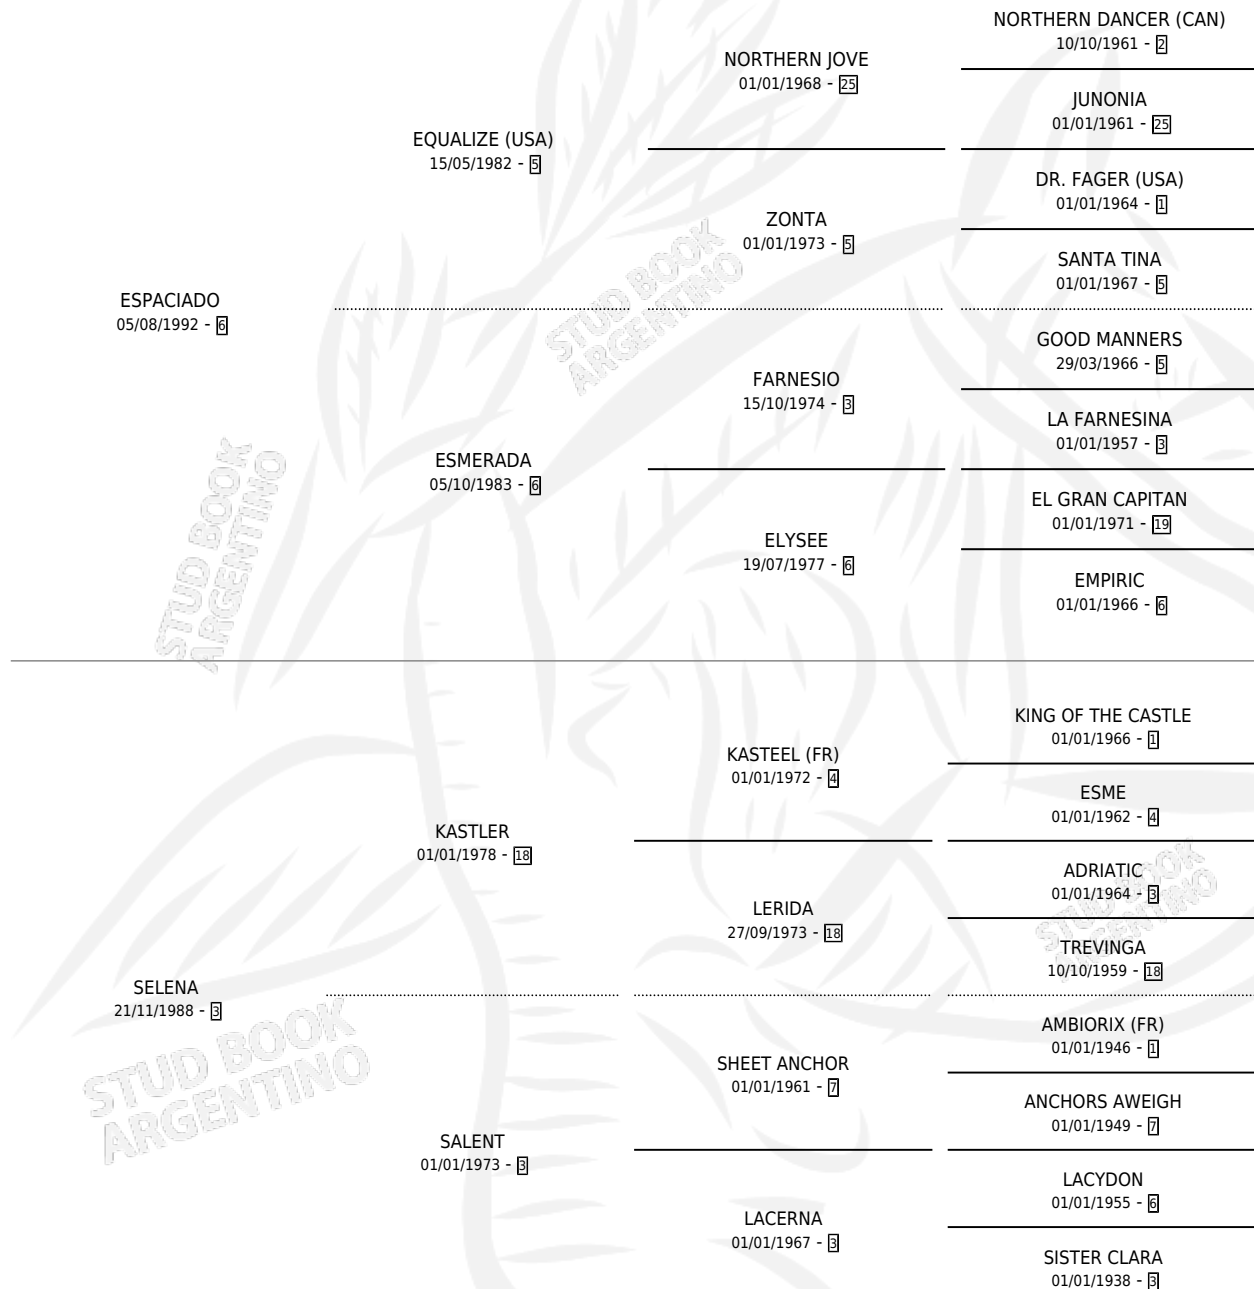 NORTHERN DANCER (CAN)
10/10/1961 - 2
NORTHERN JOVE
01/01/1968 - 25
JUNONIA
01/01/1961 - 25
EQUALIZE (USA)
15/05/1982 - 5
DR. FAGER (USA)
01/01/1964 - 1
ZONTA
01/01/1973 - 5
SANTA TINA
01/01/1967 - 5
STUD BOOK
ARGENTINO
ESPACIADO
05/08/1992 - 6
GOOD MANNERS
29/03/1966 - 5
FARNESIO
15/10/1974 - 3
LA FARNESINA
01/01/1957 - 3
ESMERADA
05/10/1983 - 6
EL GRAN CAPITAN
01/01/1971 - 19
ELYSEE
19/07/1977 - 6
EMPIRIC
01/01/1966 - 6
STUD BOOK
ARGENTINO
KING OF THE CASTLE
01/01/1966 - 1
KASTEEL (FR)
01/01/1972 - 4
ESME
01/01/1962 - 4
KASTLER
01/01/1978 - 18
ADRIATIC
01/01/1964 - 3
LERIDA
27/09/1973 - 18
TREVINGA
10/10/1959 - 18
STUD BOOK
ARGENTINO
SELENA
21/11/1988 - 3
AMBIORIX (FR)
01/01/1946 - 1
SHEET ANCHOR
01/01/1961 - 7
ANCHORS AWEIGH
01/01/1949 - 7
STUD BOOK
ARGENTINO
SALENT
01/01/1973 - 3
LACYDON
01/01/1955 - 6
LACERNA
01/01/1967 - 3
SISTER CLARA
01/01/1938 - 3